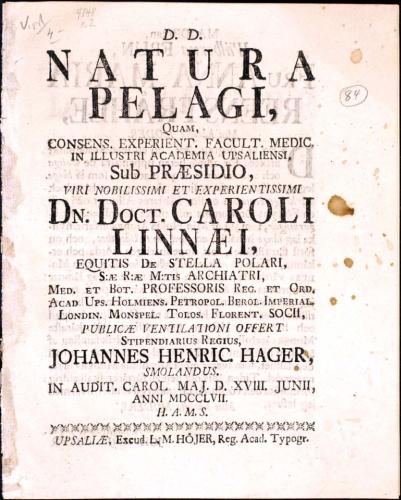 D. D.
NATURA
PELAGI,
QUAM,
CONSENS. EXPERIENT. FACULT. MEDIC.
IN ILLUSTRI ACADEMIA UPSALIENSI,
SUB PRÆSIDIO,
VIRI NOBILISSIMI ET EXPERIENTISSIMI
DN. DOCT. CAROLI
LINNÆI,
EQUITIS DE STELLA POLARI,
S:Æ R:Æ M:TIS ARCHIATRI,
MED. ET BOT. PROFESSORIS REG. ET ORD.
ACAD. UPS. HOLMIENS. PETROPOL. BEROL. IMPERIAL.
LONDIN. MONSPEL. TOLOS. FLORENT. SOCII,
PUBLICÆ VENTILATIONI OFFERT
STIPENDIARIUS REGIUS,
JOHANNES HENRIC. HAGER,
SMOLANDUS.
IN AUDIT. CAROL. MAJ. D. XVIII. JUNII,
ANNI MDCCLVII.
H. A. M. S.
UPSALIÆ, Excud. L. M. HÖJER, Reg. Acad. Typogr.
84